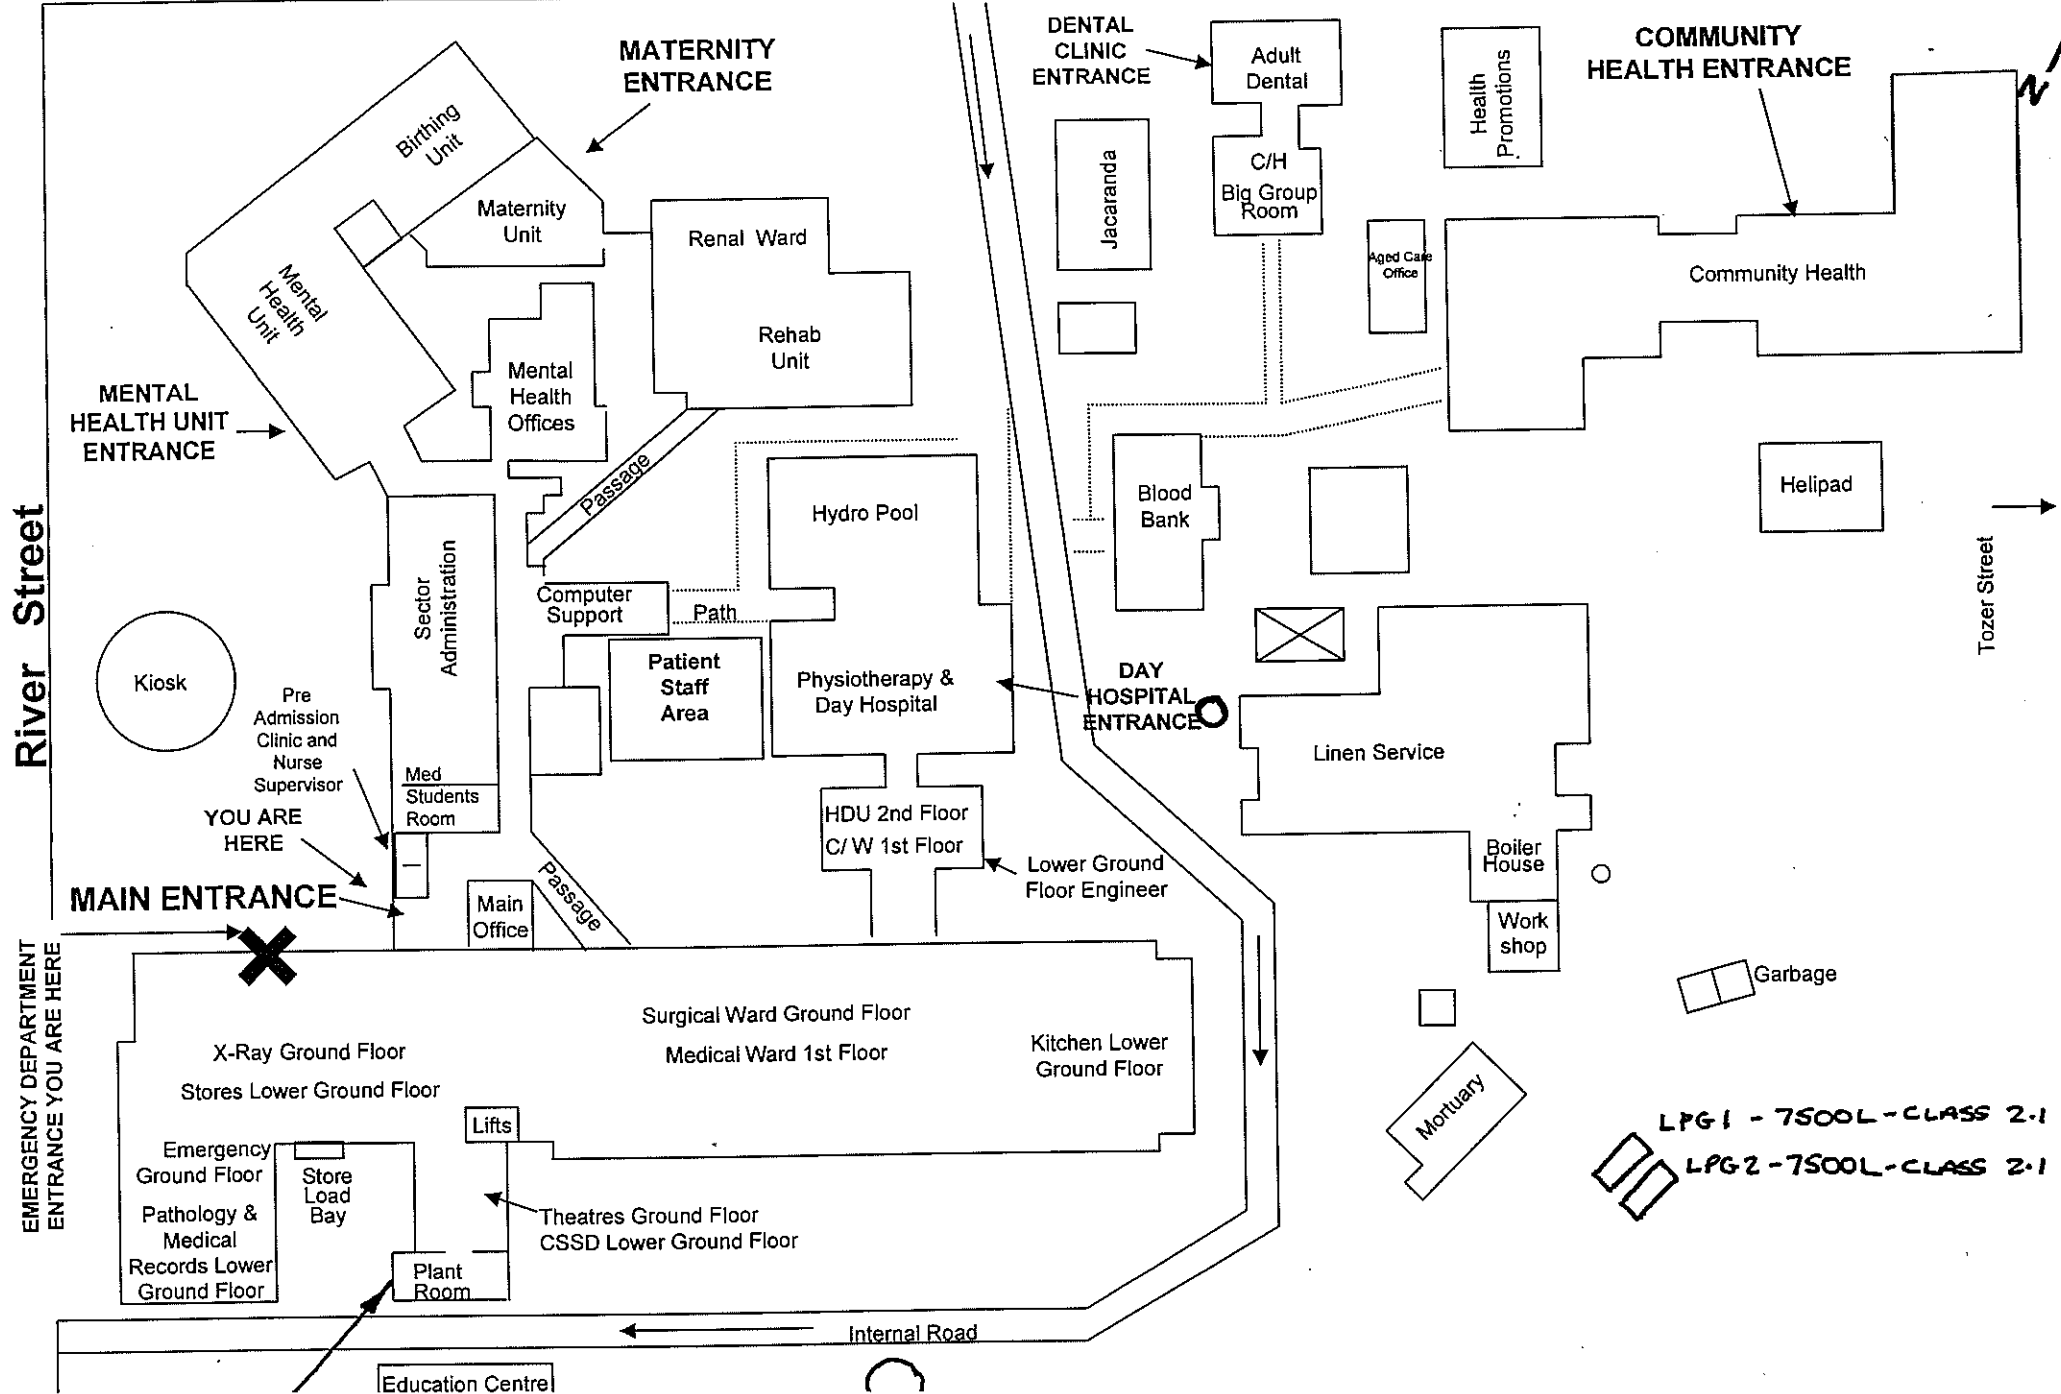 MATERNITY
ENTRANCE
DENTAL
CLINIC
ENTRANCE
Adult
Dental
Health
Promotions
COMMUNITY
HEALTH ENTRANCE
N
Birthing
Unit
Maternity
Unit
Renal Ward
Jacaranda
C/H
Big Group
Room
Aged Care
Office
Community Health
Mental
Health
Unit
Rehab
Unit
Mental
Health
Offices
MENTAL
HEALTH UNIT
ENTRANCE
Passage
Hydro Pool
Blood
Bank
Helipad
River Street
Sector
Administration
Computer
Support
Path
Tozer Street
Kiosk
Patient
Staff
Area
Physiotherapy &
Day Hospital
DAY
HOSPITAL
ENTRANCE
Pre
Admission
Clinic and
Nurse
Supervisor
Linen Service
Med
Students
Room
YOU ARE
HERE
HDU 2nd Floor
C/ W 1st Floor
Boiler
House
Lower Ground
Floor Engineer
MAIN ENTRANCE
Main
Office
Passage
Work
shop
EMERGENCY DEPARTMENT
ENTRANCE YOU ARE HERE
Garbage
Surgical Ward Ground Floor
Medical Ward 1st Floor
Kitchen Lower
Ground Floor
X-Ray Ground Floor
Stores Lower Ground Floor
Lifts
Mortuary
LPG1 - 7500L - CLASS 2.1
LPG2 - 7500L - CLASS 2.1
Emergency
Ground Floor
Store
Load
Bay
Pathology &
Medical
Records Lower
Ground Floor
Theatres Ground Floor
CSSD Lower Ground Floor
Plant
Room
Internal Road
Education Centre